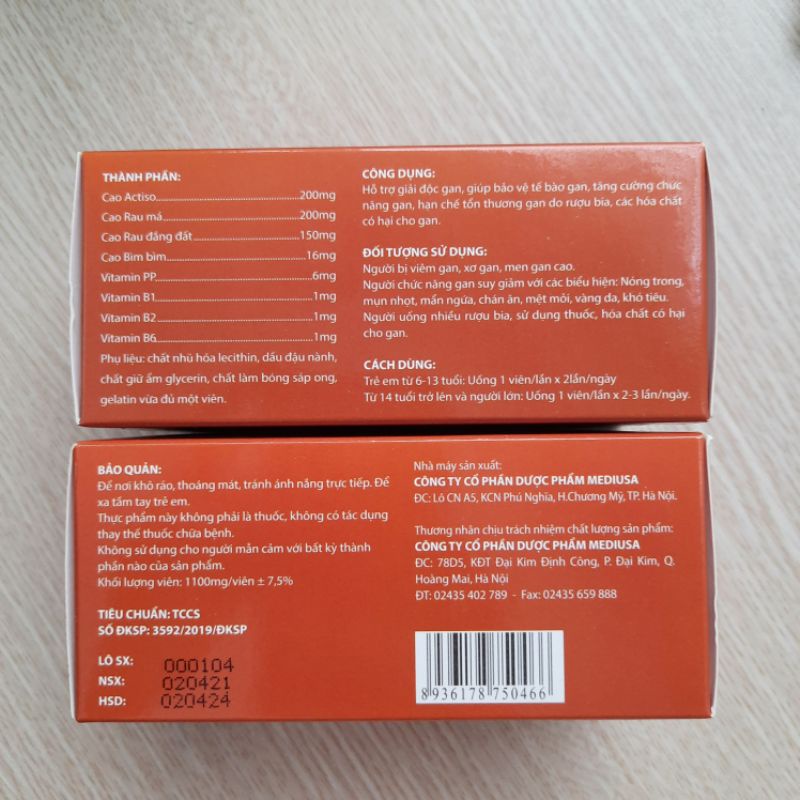 THÀNH PHẦN:
Cao Actiso.....................................200mg
Cao Rau má...................................200mg
Cao Rau đắng đất..........................150mg
Cao Bìm bìm...................................16mg
Vitamin PP........................................6mg
Vitamin B1........................................1mg
Vitamin B2........................................1mg
Vitamin B6........................................1mg
Phụ liệu: chất nhũ hóa lecithin, dầu đậu nành,
chất giữ ẩm glycerin, chất làm bóng sáp ong,
gelatin vừa đủ một viên.
CÔNG DỤNG:
Hỗ trợ giải độc gan, giúp bảo vệ tế bào gan, tăng cường chức
năng gan, hạn chế tổn thương gan do rượu bia, các hóa chất
có hại cho gan.
ĐỐI TƯỢNG SỬ DỤNG:
Người bị viêm gan, xơ gan, men gan cao.
Người chức năng gan suy giảm với các biểu hiện: Nóng trong,
mụn nhọt, mẩn ngứa, chán ăn, mệt mỏi, vàng da, khó tiêu.
Người uống nhiều rượu bia, sử dụng thuốc, hóa chất có hại
cho gan.
CÁCH DÙNG:
Trẻ em từ 6-13 tuổi: Uống 1 viên/lần x 2lần/ngày
Từ 14 tuổi trở lên và người lớn: Uống 1 viên/lần x 2-3 lần/ngày.
BẢO QUẢN:
Để nơi khô ráo, thoáng mát, tránh ánh nắng trực tiếp. Để
xa tầm tay trẻ em.
Thực phẩm này không phải là thuốc, không có tác dụng
thay thế thuốc chữa bệnh.
Không sử dụng cho người mẫn cảm với bất kỳ thành
phần nào của sản phẩm.
Khối lượng viên: 1100mg/viên ± 7,5%
TIÊU CHUẨN: TCCS
SỐ ĐKSP: 3592/2019/ĐKSP
LÔ SX: 000104
NSX: 020421
HSD: 020424
Nhà máy sản xuất:
CÔNG TY CỔ PHẦN DƯỢC PHẨM MEDIUSA
ĐC: Lô CN A5, KCN Phú Nghĩa, H.Chương Mỹ, TP. Hà Nội.
Thương nhân chịu trách nhiệm chất lượng sản phẩm:
CÔNG TY CỔ PHẦN DƯỢC PHẨM MEDIUSA
ĐC: 78D5, KĐT Đại Kim Định Công, P. Đại Kim, Q.
Hoàng Mai, Hà Nội
ĐT: 02435 402 789 - Fax: 02435 659 888
8 936178 750466